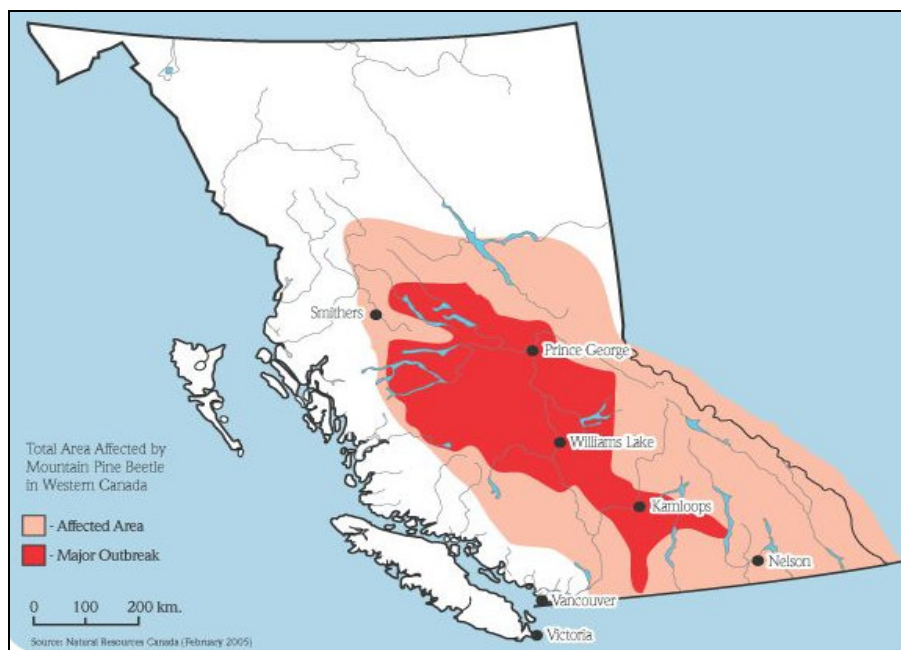 Smithers
Prince George
Williams Lake
Kamloops
Nelson
Vancouver
Victoria
Total Area Affected by
Mountain Pine Beetle
in Western Canada
- Affected Area
- Major Outbreak
0 100 200 km.
Source: Natural Resources Canada (February 2005)